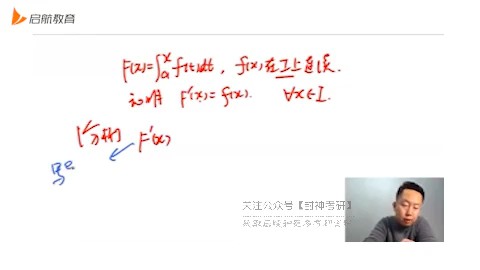 启航教育
F(x)=∫ₐˣf(t)dt，f(x)在I上连续.
证明 F'(x)=f(x). ∀x∈I.
[分析] F'(x)
关注公众号【封神考研】